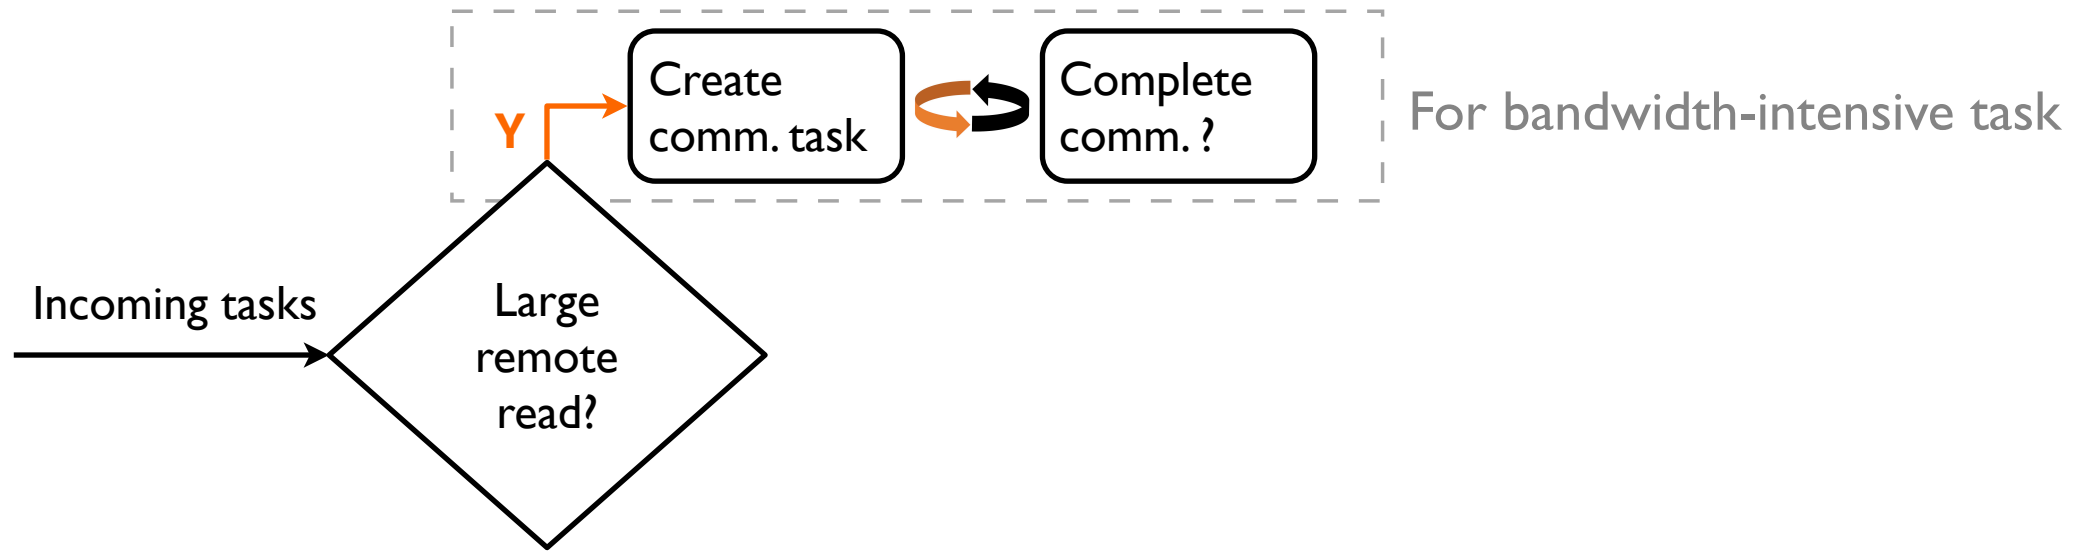 Create
comm. task
Complete
comm. ?
For bandwidth-intensive task
Y
Incoming tasks
Large
remote
read?